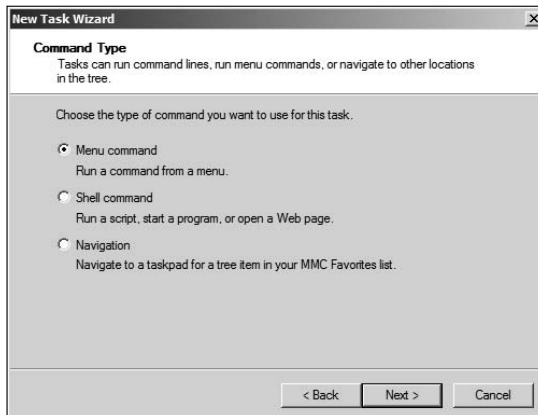 New Task Wizard
Command Type
Tasks can run command lines, run menu commands, or navigate to other locations
in the tree.
Choose the type of command you want to use for this task.
Menu command
Run a command from a menu.
Shell command
Run a script, start a program, or open a Web page.
Navigation
Navigate to a taskpad for a tree item in your MMC Favorites list.
< Back Next > Cancel